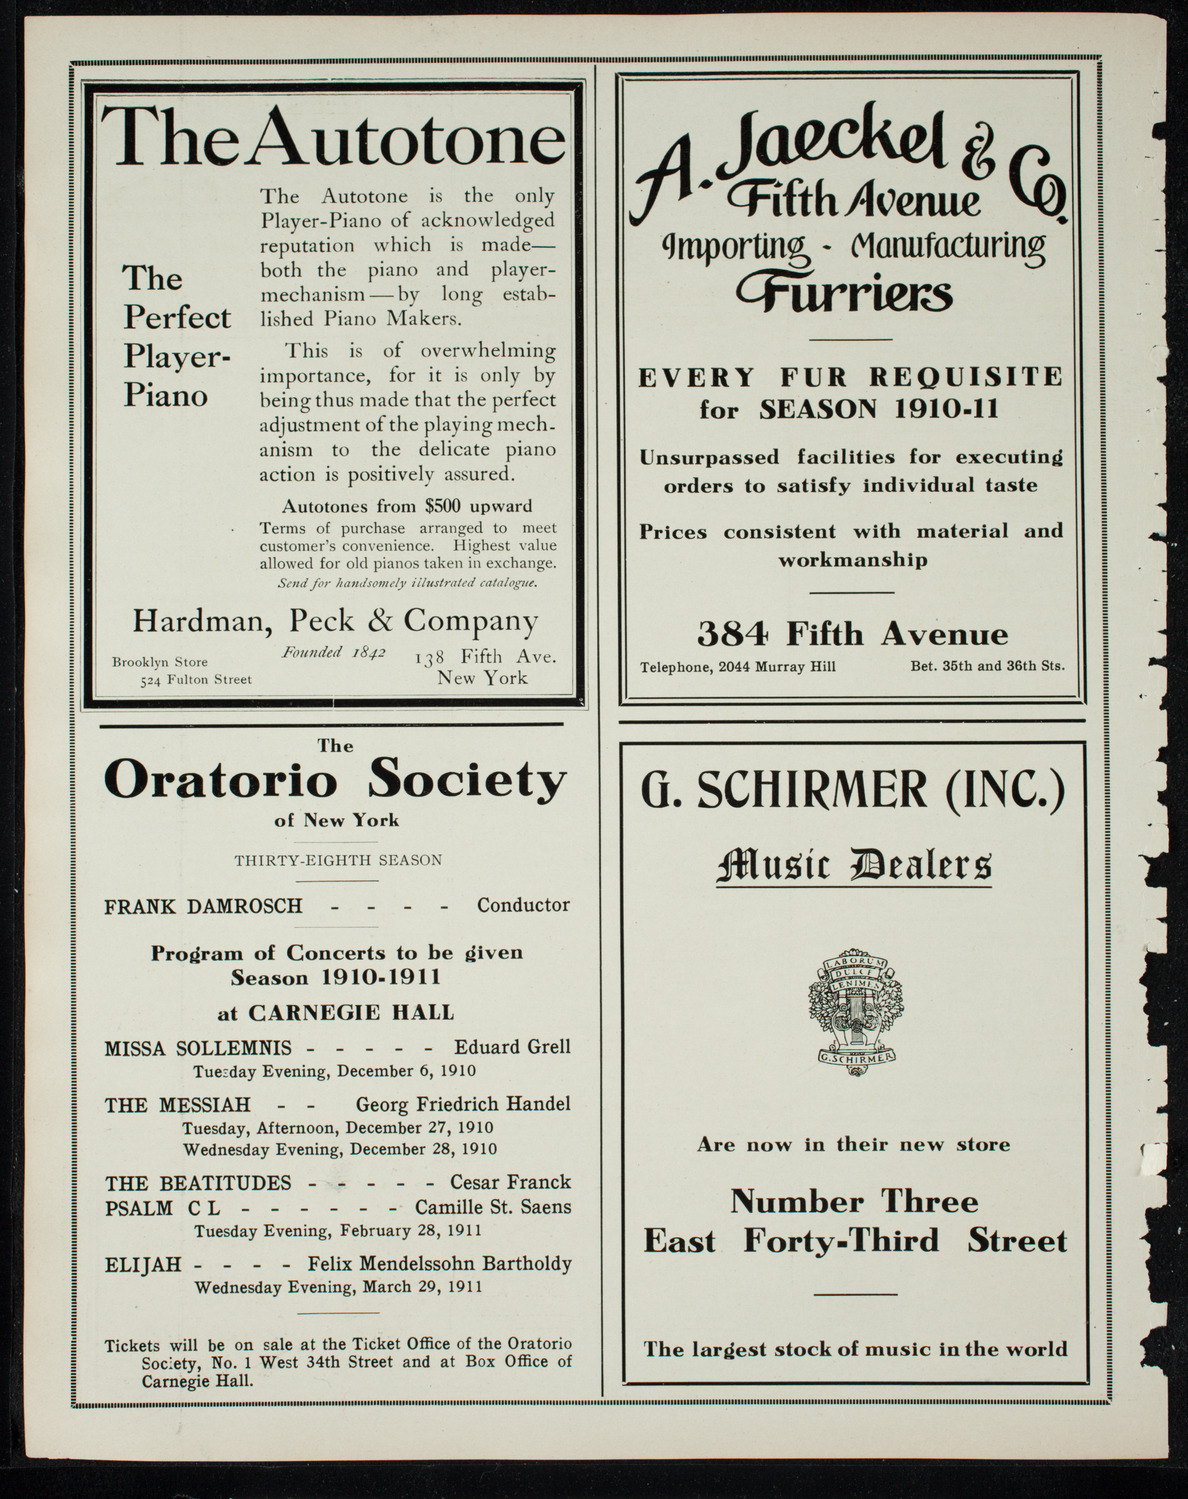 The Autotone
The
Perfect
Player-
Piano
The Autotone is the only
Player-Piano of acknowledged
reputation which is made—
both the piano and player-
mechanism—by long estab-
lished Piano Makers.
This is of overwhelming
importance, for it is only by
being thus made that the perfect
adjustment of the playing mech-
anism to the delicate piano
action is positively assured.
Autotones from $500 upward
Terms of purchase arranged to meet
customer's convenience. Highest value
allowed for old pianos taken in exchange.
Send for handsomely illustrated catalogue.
Hardman, Peck & Company
Founded 1842
Brooklyn Store
524 Fulton Street
138 Fifth Ave.
New York
The
Oratorio Society
of New York
THIRTY-EIGHTH SEASON
FRANK DAMROSCH - - - - Conductor
Program of Concerts to be given
Season 1910-1911
at CARNEGIE HALL
MISSA SOLLEMNIS - - - - - Eduard Grell
Tuesday Evening, December 6, 1910
THE MESSIAH - - Georg Friedrich Handel
Tuesday, Afternoon, December 27, 1910
Wednesday Evening, December 28, 1910
THE BEATITUDES - - - - - Cesar Franck
PSALM C L - - - - - - Camille St. Saens
Tuesday Evening, February 28, 1911
ELIJAH - - - - Felix Mendelssohn Bartholdy
Wednesday Evening, March 29, 1911
Tickets will be on sale at the Ticket Office of the Oratorio
Society, No. 1 West 34th Street and at Box Office of
Carnegie Hall.
A. Jaeckel & Co.
Fifth Avenue
Importing - Manufacturing
Furriers
EVERY FUR REQUISITE
for SEASON 1910-11
Unsurpassed facilities for executing
orders to satisfy individual taste
Prices consistent with material and
workmanship
384 Fifth Avenue
Telephone, 2044 Murray Hill Bet. 35th and 36th Sts.
G. SCHIRMER (INC.)
Music Dealers
LABORUM
DULCE
LENIMEN
G. SCHIRMER
Are now in their new store
Number Three
East Forty-Third Street
The largest stock of music in the world